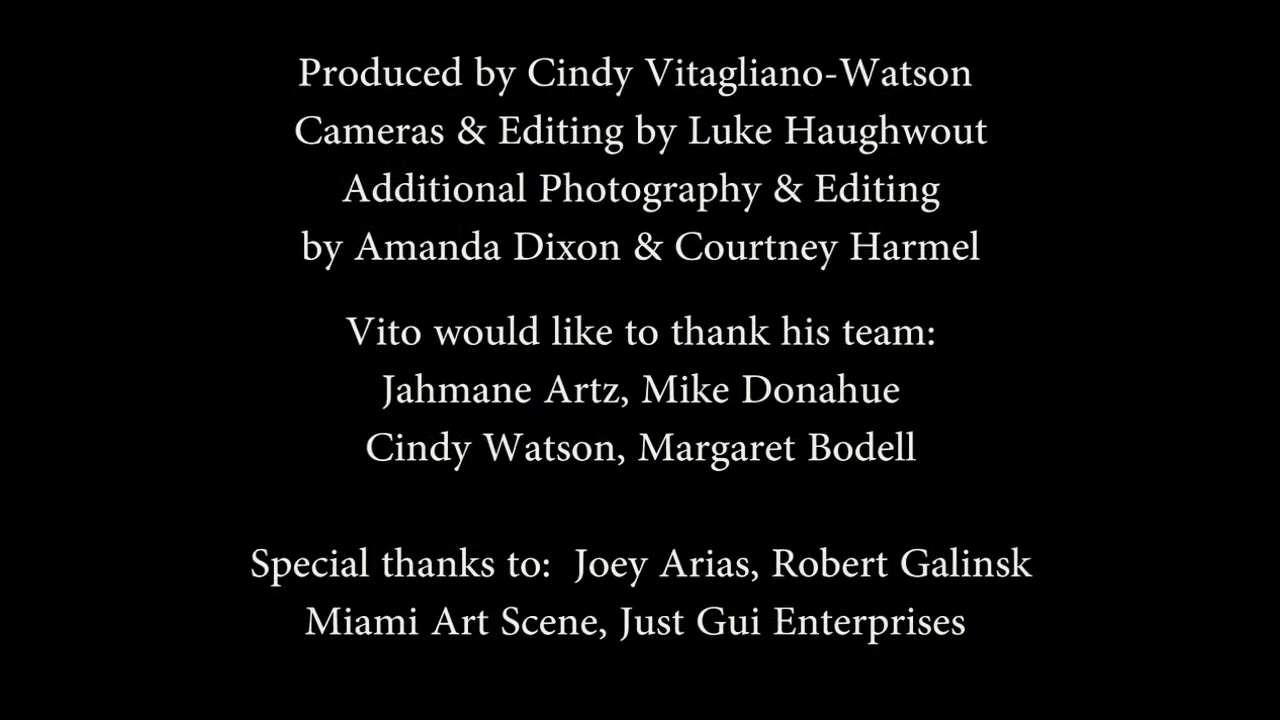 Produced by Cindy Vitagliano-Watson
Cameras & Editing by Luke Haughwout
Additional Photography & Editing
by Amanda Dixon & Courtney Harmel
Vito would like to thank his team:
Jahmane Artz, Mike Donahue
Cindy Watson, Margaret Bodell
Special thanks to:  Joey Arias, Robert Galinsk
Miami Art Scene, Just Gui Enterprises